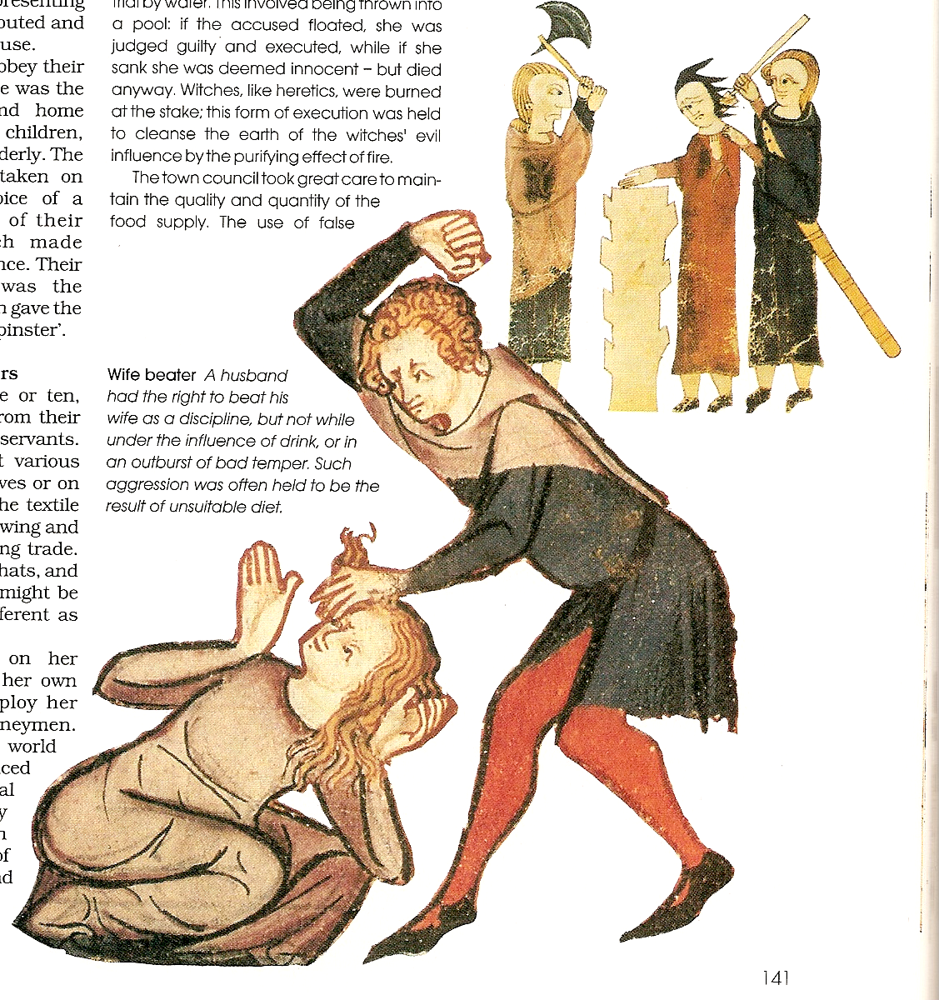 resenting
outed and
use.
obey their
e was the
nd home
children,
derly. The
taken on
oice of a
of their
ch made
nce. Their
was the
n gave the
pinster'.
rs
e or ten,
rom their
servants.
t various
ves or on
he textile
wing and
ng trade.
hats, and
might be
ferent as
on her
her own
ploy her
neymen.
world
ced
al
y
n
of
nd
trial by water. This involved being thrown into
a pool: if the accused floated, she was
judged guilty and executed, while if she
sank she was deemed innocent – but died
anyway. Witches, like heretics, were burned
at the stake; this form of execution was held
to cleanse the earth of the witches' evil
influence by the purifying effect of fire.
The town council took great care to main-
tain the quality and quantity of the
food supply. The use of false
Wife beater A husband
had the right to beat his
wife as a discipline, but not while
under the influence of drink, or in
an outburst of bad temper. Such
aggression was often held to be the
result of unsuitable diet.
141